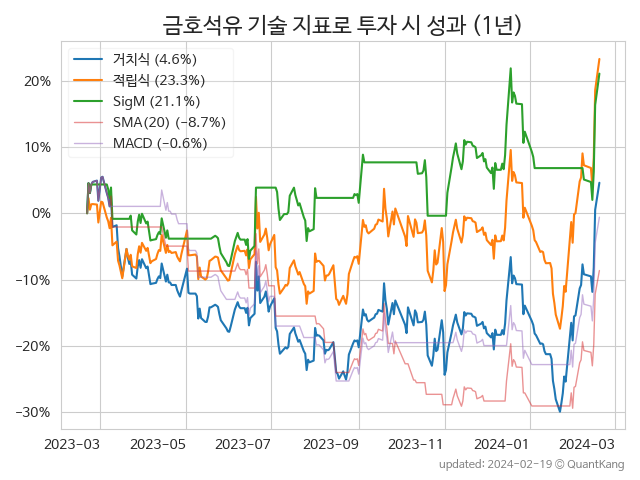 금호석유 기술 지표로 투자 시 성과 (1년)
거치식 (4.6%)
적립식 (23.3%)
SigM (21.1%)
SMA(20) (−8.7%)
MACD (−0.6%)
20%
10%
0%
−10%
−20%
−30%
2023-03 2023-05 2023-07 2023-09 2023-11 2024-01 2024-03
updated: 2024-02-19 © QuantKang